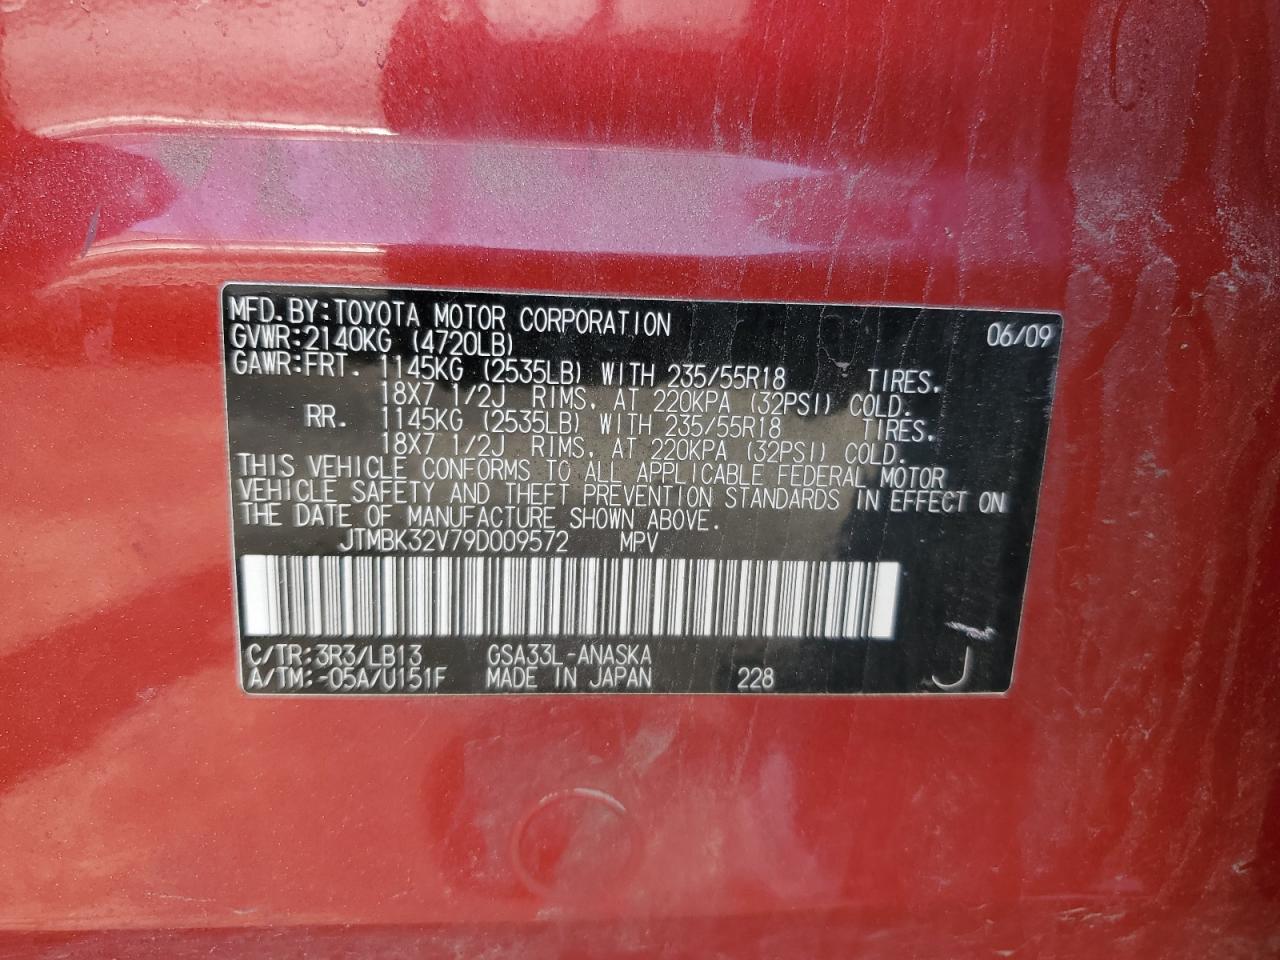 MFD.BY:TOYOTA MOTOR CORPORATION 06/09
GVWR:2140KG (4720LB)
GAWR:FRT. 1145KG (2535LB) WITH 235/55R18 TIRES.
18X7 1/2J RIMS, AT 220KPA (32PSI) COLD.
RR. 1145KG (2535LB) WITH 235/55R18 TIRES.
18X7 1/2J RIMS, AT 220KPA (32PSI) COLD.
THIS VEHICLE CONFORMS TO ALL APPLICABLE FEDERAL MOTOR
VEHICLE SAFETY AND THEFT PREVENTION STANDARDS IN EFFECT ON
THE DATE OF MANUFACTURE SHOWN ABOVE.
JTMBK32V79D009572 MPV
C/TR:3R3/LB13 GSA33L-ANASKA
A/TM:-05A/U151F MADE IN JAPAN 228 J